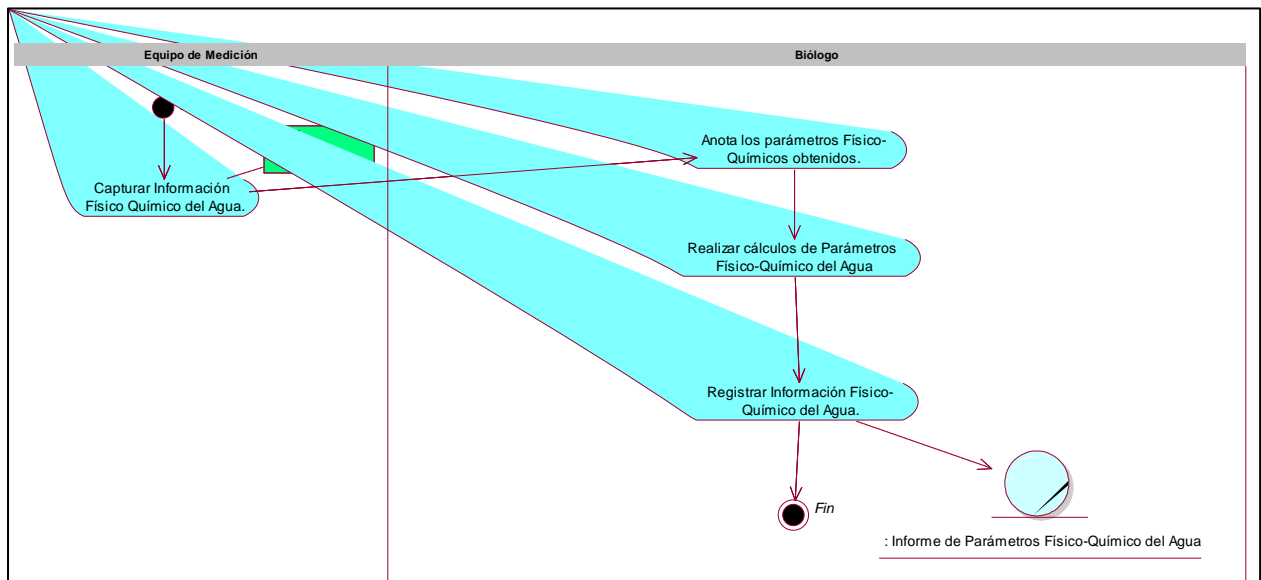 Equipo de Medición
Biólogo
Anota los parámetros Físico-
Químicos obtenidos.
Capturar Información
Físico Químico del Agua.
Realizar cálculos de Parámetros
Físico-Químico del Agua
Registrar Información Físico-
Químico del Agua.
Fin
: Informe de Parámetros Físico-Químico del Agua